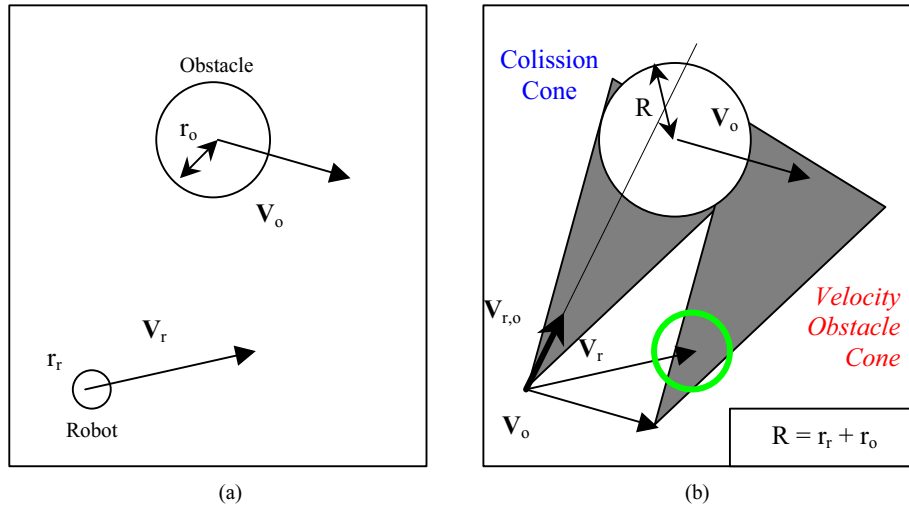 Obstacle
r_o
V_o
V_r
r_r
Robot
(a)
Colission
Cone
R
V_o
V_r,o
V_r
V_o
Velocity
Obstacle
Cone
R = r_r + r_o
(b)